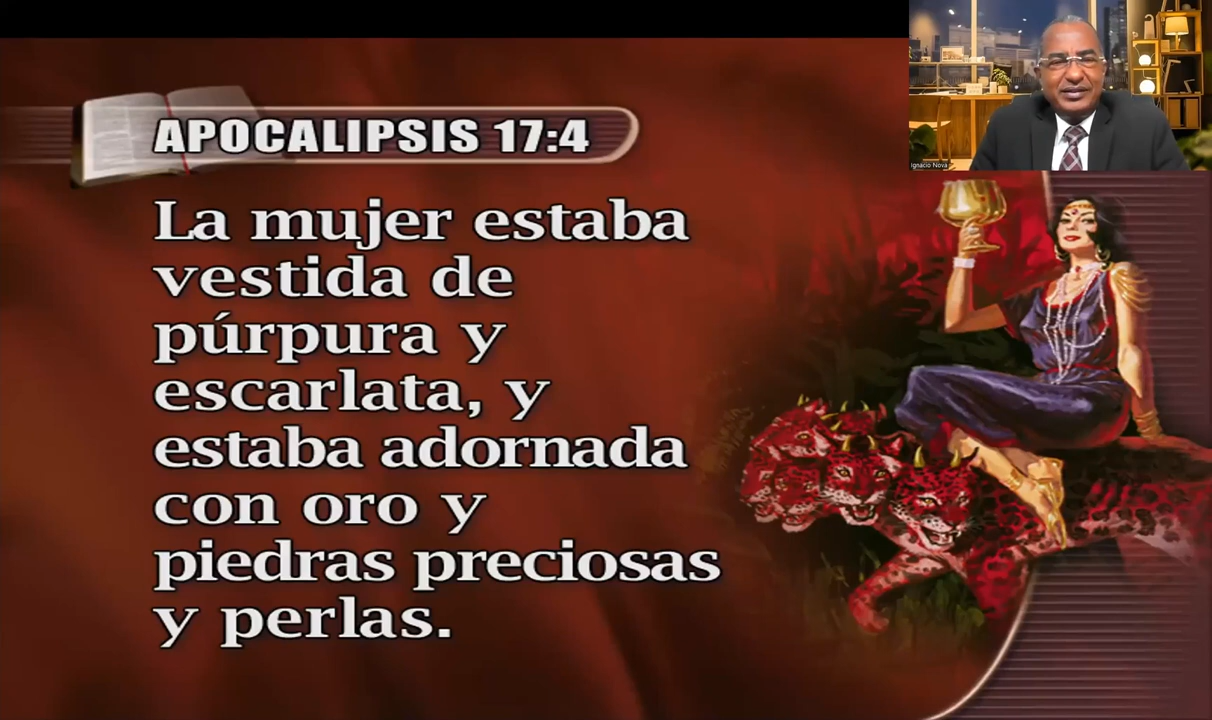 APOCALIPSIS 17:4
La mujer estaba
vestida de
púrpura y
escarlata, y
estaba adornada
con oro y
piedras preciosas
y perlas.
Ignacio Nova